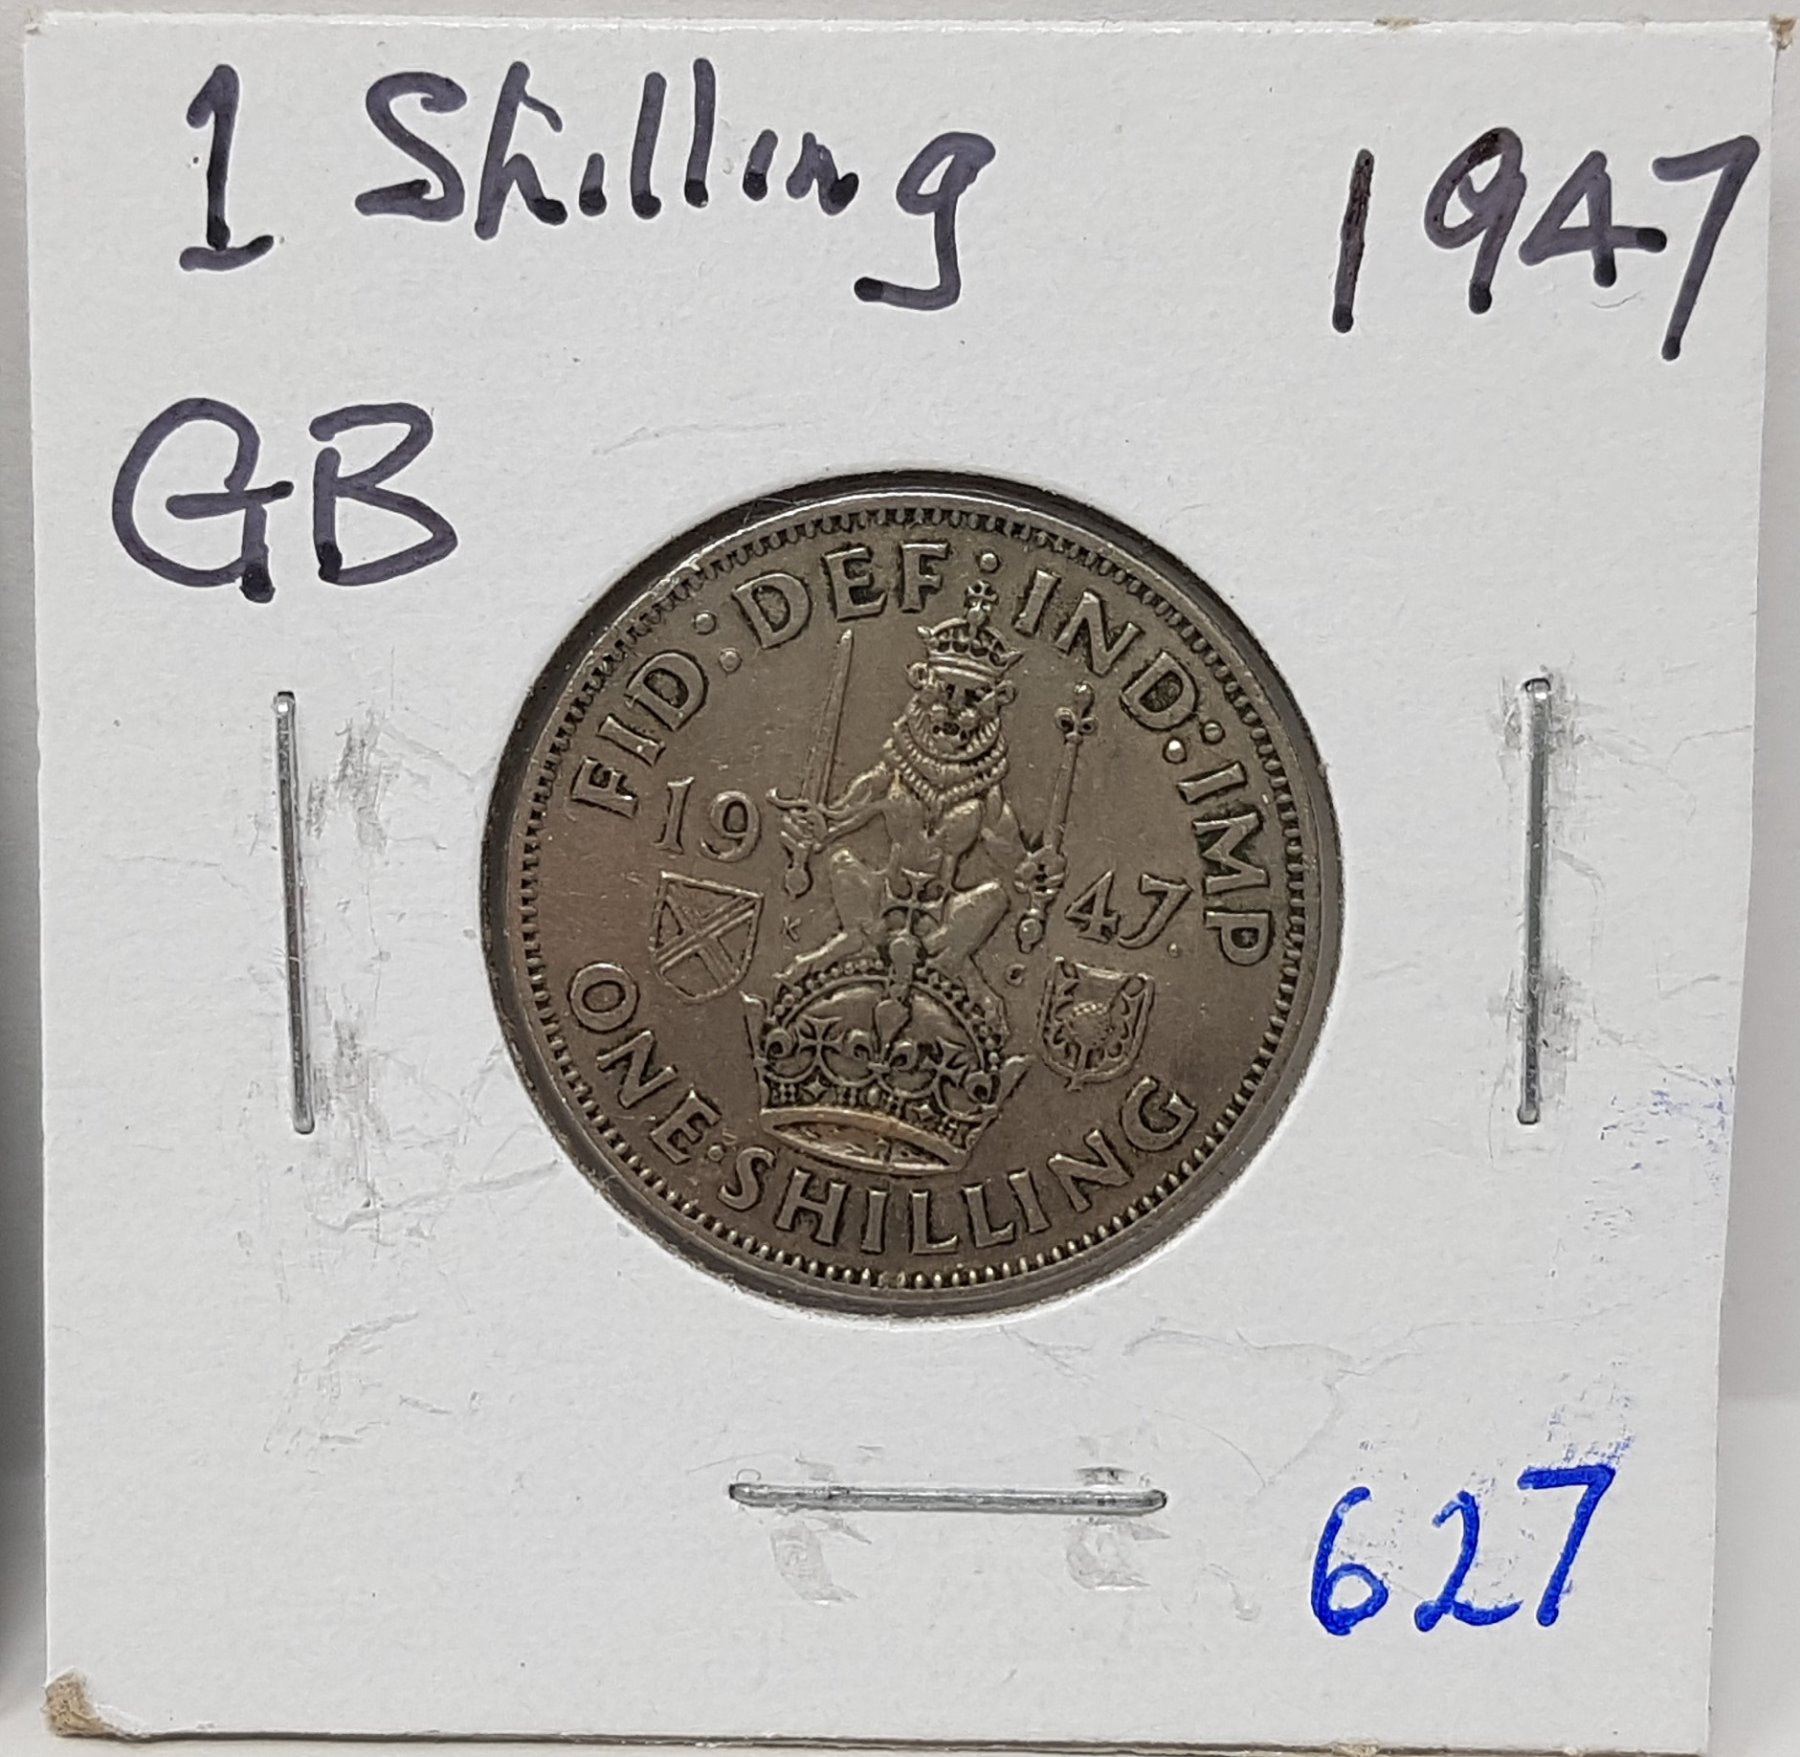 1 Shilling 1947
GB
FID : DEF : IND : IMP
19 47
K G
ONE : SHILLING
627